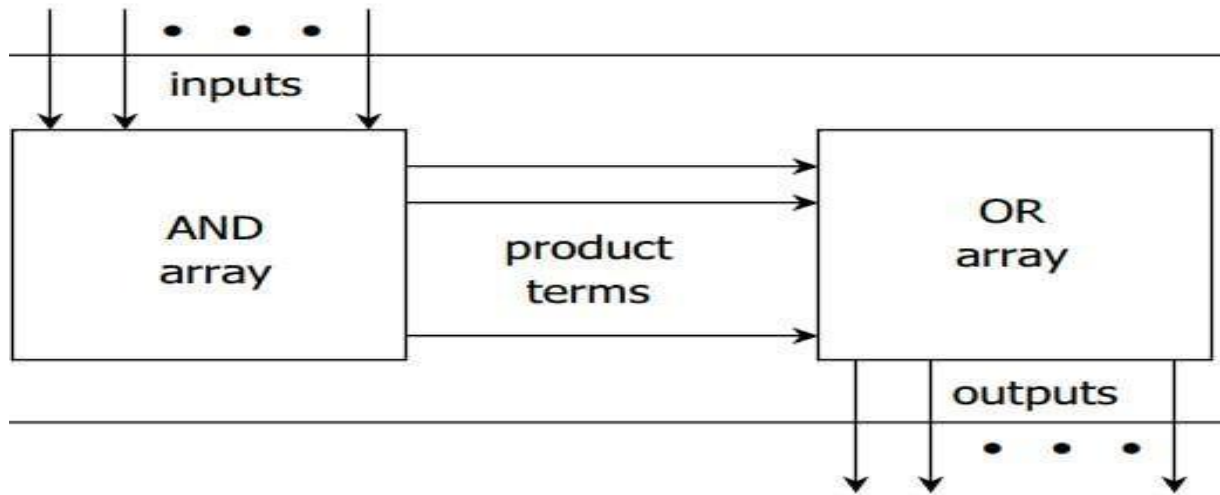 inputs
AND
array
product
terms
OR
array
outputs